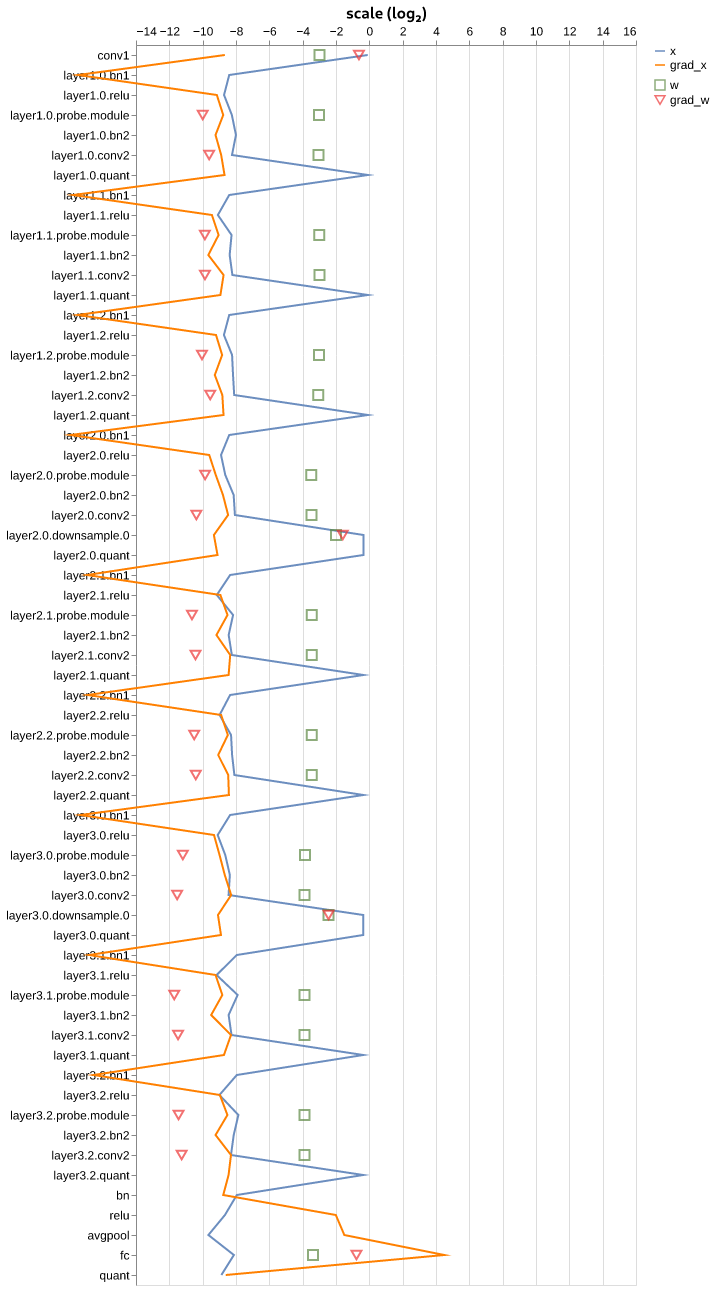 scale (log₂)
−14 −12 −10 −8 −6 −4 −2 0 2 4 6 8 10 12 14 16
x
grad_x
w
grad_w
conv1
layer1.0.bn1
layer1.0.relu
layer1.0.probe.module
layer1.0.bn2
layer1.0.conv2
layer1.0.quant
layer1.1.bn1
layer1.1.relu
layer1.1.probe.module
layer1.1.bn2
layer1.1.conv2
layer1.1.quant
layer1.2.bn1
layer1.2.relu
layer1.2.probe.module
layer1.2.bn2
layer1.2.conv2
layer1.2.quant
layer2.0.bn1
layer2.0.relu
layer2.0.probe.module
layer2.0.bn2
layer2.0.conv2
layer2.0.downsample.0
layer2.0.quant
layer2.1.bn1
layer2.1.relu
layer2.1.probe.module
layer2.1.bn2
layer2.1.conv2
layer2.1.quant
layer2.2.bn1
layer2.2.relu
layer2.2.probe.module
layer2.2.bn2
layer2.2.conv2
layer2.2.quant
layer3.0.bn1
layer3.0.relu
layer3.0.probe.module
layer3.0.bn2
layer3.0.conv2
layer3.0.downsample.0
layer3.0.quant
layer3.1.bn1
layer3.1.relu
layer3.1.probe.module
layer3.1.bn2
layer3.1.conv2
layer3.1.quant
layer3.2.bn1
layer3.2.relu
layer3.2.probe.module
layer3.2.bn2
layer3.2.conv2
layer3.2.quant
bn
relu
avgpool
fc
quant